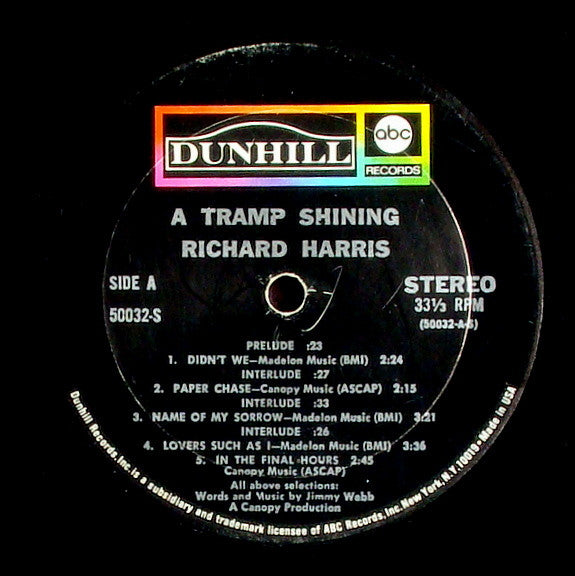 DUNHILL
abc
RECORDS
A TRAMP SHINING
RICHARD HARRIS
SIDE A
50032-S
STEREO
33⅓ RPM
(50032-A-S)
PRELUDE :23
1. DIDN'T WE—Madelon Music (BMI) 2:24
INTERLUDE :27
2. PAPER CHASE—Canopy Music (ASCAP) 2:15
INTERLUDE :33
3. NAME OF MY SORROW—Madelon Music (BMI) 3:21
INTERLUDE :26
4. LOVERS SUCH AS I—Madelon Music (BMI) 3:36
5. IN THE FINAL HOURS 2:45
Canopy Music (ASCAP)
All above selections:
Words and Music by Jimmy Webb
A Canopy Production
Dunhill Records, Inc. is a subsidiary and trademark licensee of ABC Records, Inc. New York, N.Y. 10019 • Made in USA